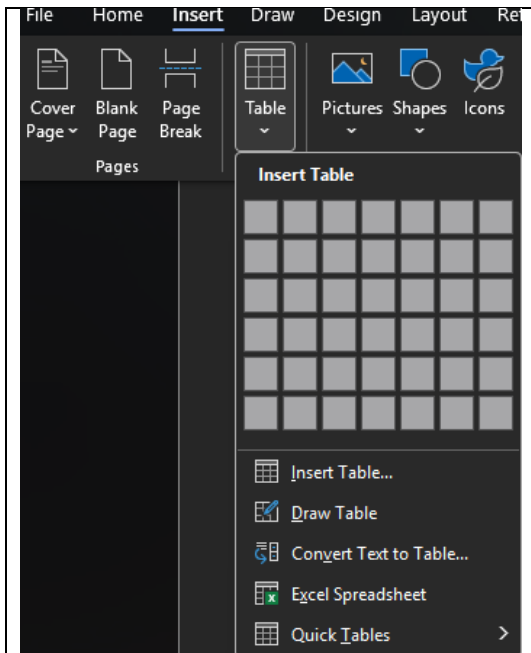 File Home Insert Draw Design Layout Ref
Cover Blank Page Table Pictures Shapes Icons
Page Page Break
Pages
Insert Table
Insert Table...
Draw Table
Convert Text to Table...
Excel Spreadsheet
Quick Tables